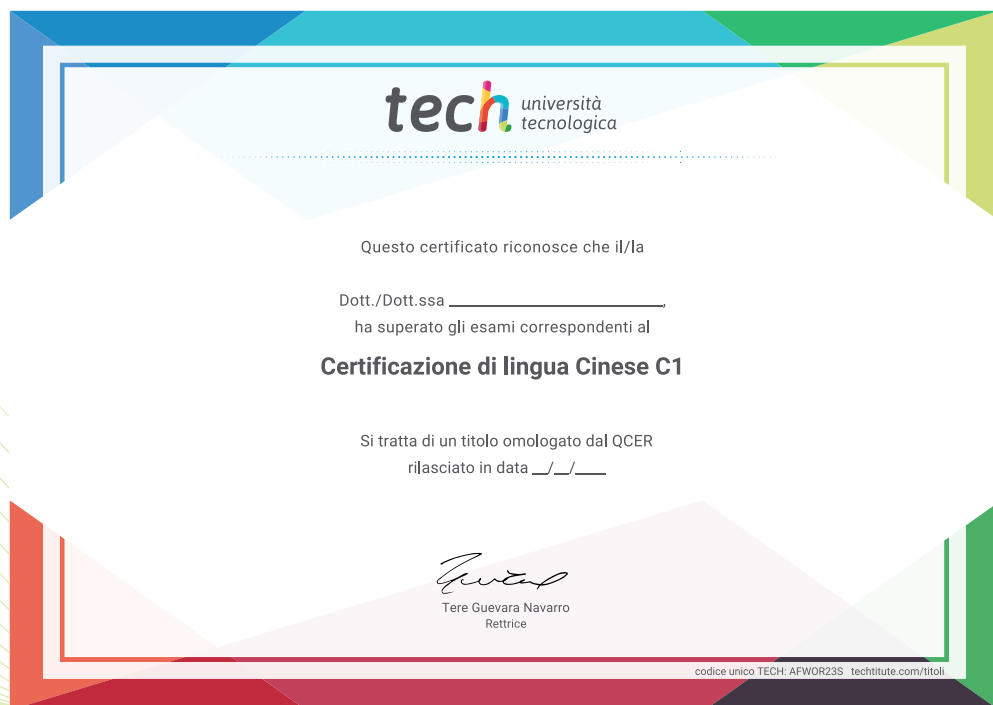 tech università
tecnologica
Questo certificato riconosce che il/la
Dott./Dott.ssa ____________________,
ha superato gli esami correspondenti al
Certificazione di lingua Cinese C1
Si tratta di un titolo omologato dal QCER
rilasciato in data __/__/____
Tere Guevara Navarro
Rettrice
codice unico TECH: AFWOR23S techtitute.com/titoli